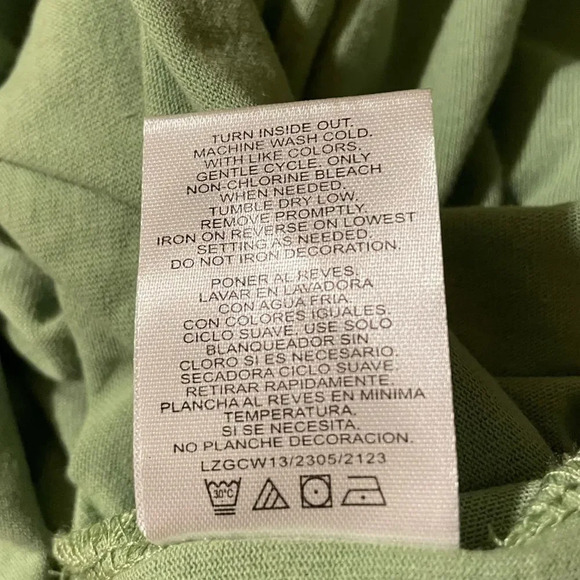 TURN INSIDE OUT.
MACHINE WASH COLD.
WITH LIKE COLORS,
GENTLE CYCLE. ONLY
NON-CHLORINE BLEACH
WHEN NEEDED.
TUMBLE DRY LOW,
REMOVE PROMPTLY.
IRON ON REVERSE ON LOWEST
SETTING AS NEEDED.
DO NOT IRON DECORATION.
PONER AL REVES,
LAVAR EN LAVADORA
CON AGUA FRIA,
CON COLORES IGUALES.
CICLO SUAVE. USE SOLO
BLANQUEADOR SIN
CLORO SI ES NECESARIO.
SECADORA CICLO SUAVE.
RETIRAR RAPIDAMENTE.
PLANCHA AL REVES EN MINIMA
TEMPERATURA.
SI SE NECESITA.
NO PLANCHE DECORACION.
LZGCW13/2305/2123
30°C